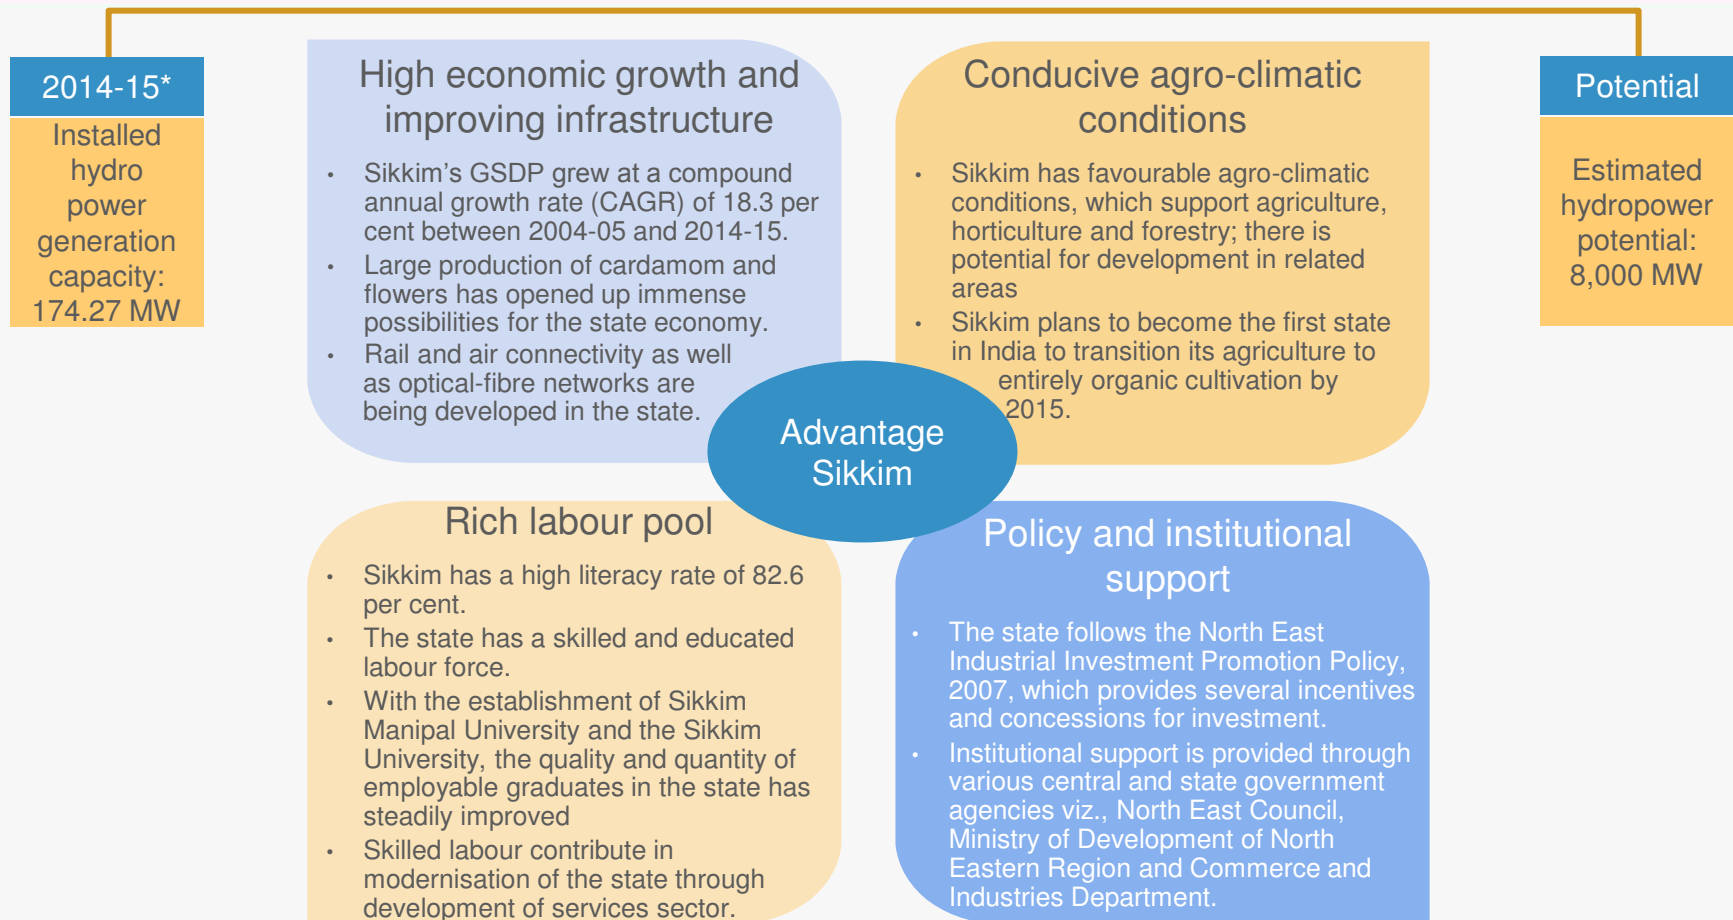 2014-15*
Installed
hydro
power
generation
capacity:
174.27 MW
High economic growth and
improving infrastructure
• Sikkim’s GSDP grew at a compound
annual growth rate (CAGR) of 18.3 per
cent between 2004-05 and 2014-15.
• Large production of cardamom and
flowers has opened up immense
possibilities for the state economy.
• Rail and air connectivity as well
as optical-fibre networks are
being developed in the state.
Conducive agro-climatic
conditions
• Sikkim has favourable agro-climatic
conditions, which support agriculture,
horticulture and forestry; there is
potential for development in related
areas
• Sikkim plans to become the first state
in India to transition its agriculture to
entirely organic cultivation by
2015.
Potential
Estimated
hydropower
potential:
8,000 MW
Advantage
Sikkim
Rich labour pool
• Sikkim has a high literacy rate of 82.6
per cent.
• The state has a skilled and educated
labour force.
• With the establishment of Sikkim
Manipal University and the Sikkim
University, the quality and quantity of
employable graduates in the state has
steadily improved
• Skilled labour contribute in
modernisation of the state through
development of services sector.
Policy and institutional
support
• The state follows the North East
Industrial Investment Promotion Policy,
2007, which provides several incentives
and concessions for investment.
• Institutional support is provided through
various central and state government
agencies viz., North East Council,
Ministry of Development of North
Eastern Region and Commerce and
Industries Department.